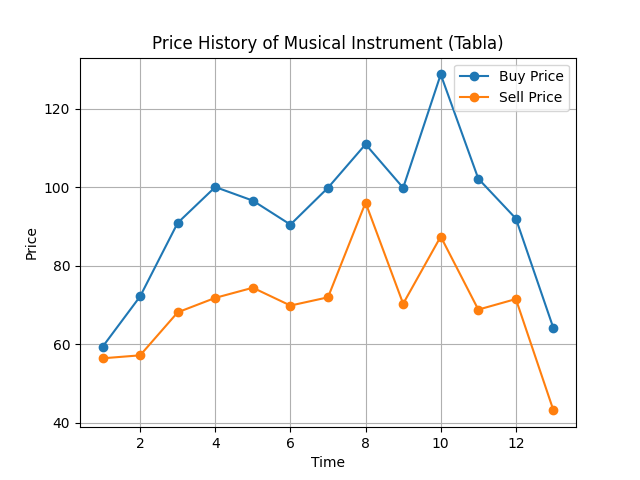 Price History of Musical Instrument (Tabla)
Buy Price
Sell Price
120
100
80
60
40
Price
2 4 6 8 10 12
Time